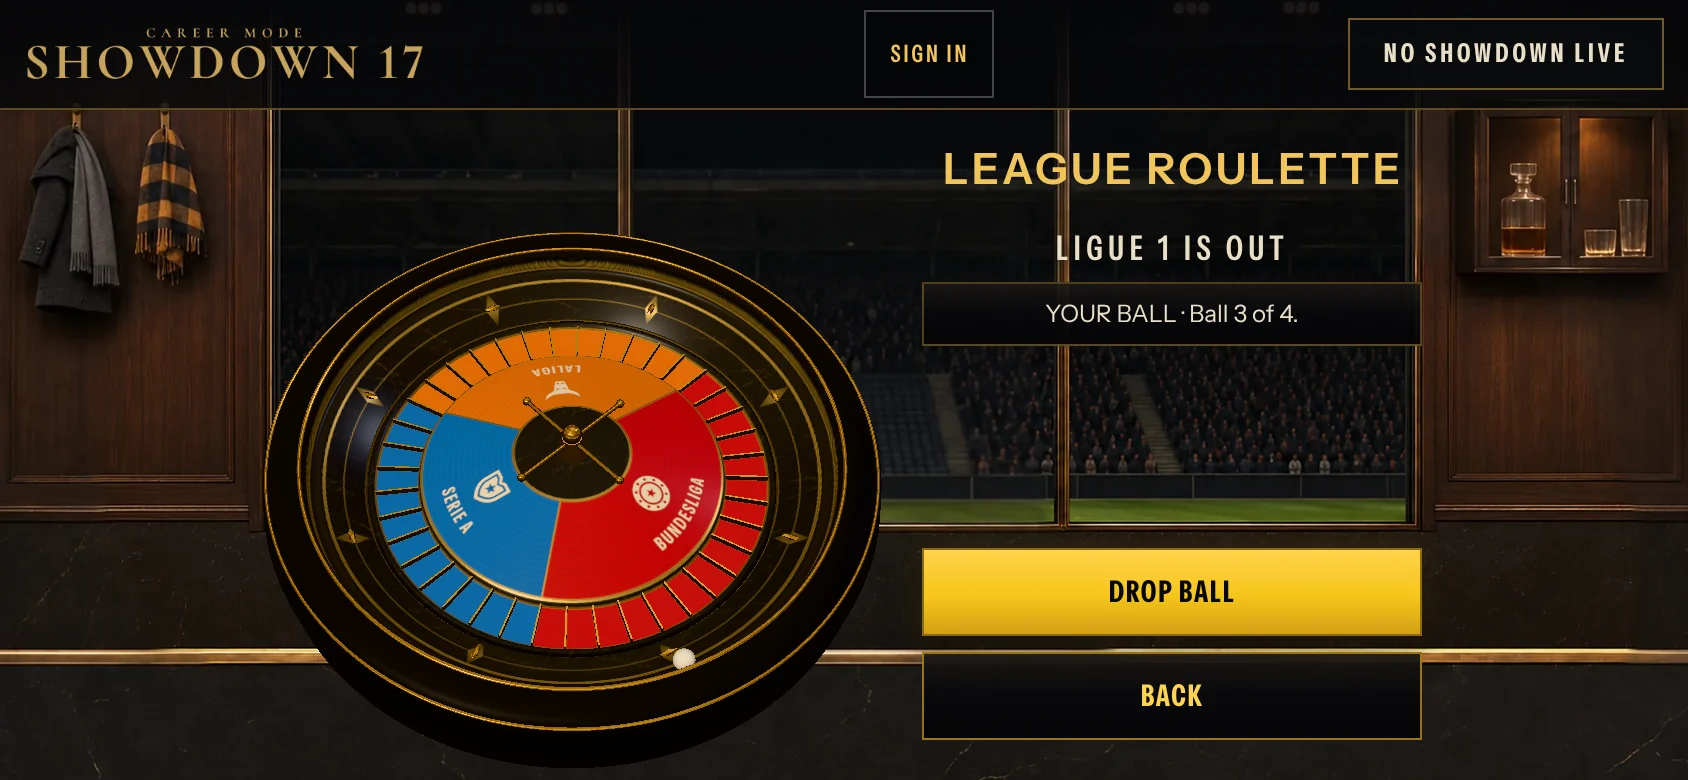 CAREER MODE
SHOWDOWN 17
SIGN IN
NO SHOWDOWN LIVE
LEAGUE ROULETTE
LIGUE 1 IS OUT
YOUR BALL · Ball 3 of 4.
LALIGA
SERIE A
BUNDESLIGA
DROP BALL
BACK